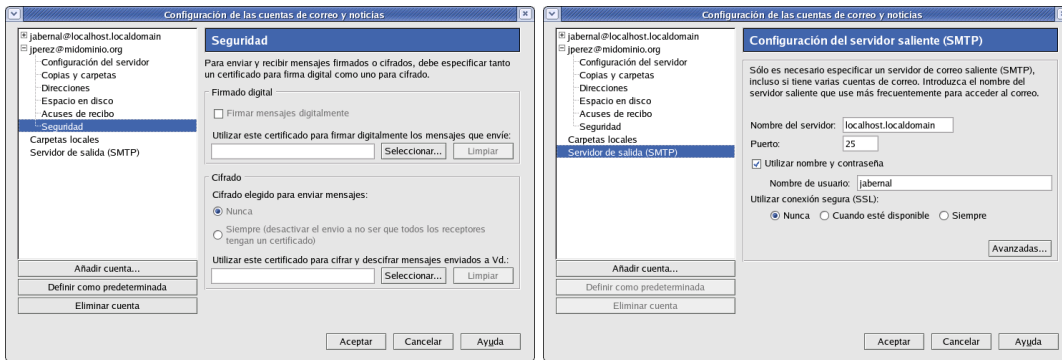 Configuración de las cuentas de correo y noticias
jabernal@localhost.localdomain
jperez@midominio.org
Configuración del servidor
Copias y carpetas
Direcciones
Espacio en disco
Acuses de recibo
Seguridad
Carpetas locales
Servidor de salida (SMTP)
Añadir cuenta...
Definir como predeterminada
Eliminar cuenta
Seguridad
Para enviar y recibir mensajes firmados o cifrados, debe especificar tanto
un certificado para firma digital como uno para cifrado.
Firmado digital
Firmar mensajes digitalmente
Utilizar este certificado para firmar digitalmente los mensajes que envíe:
Seleccionar... Limpiar
Cifrado
Cifrado elegido para enviar mensajes:
Nunca
Siempre (desactivar el envio a no ser que todos los receptores
tengan un certificado)
Utilizar este certificado para cifrar y descifrar mensajes enviados a Vd.:
Seleccionar... Limpiar
Aceptar Cancelar Ayuda
Configuración de las cuentas de correo y noticias
jabernal@localhost.localdomain
jperez@midominio.org
Configuración del servidor
Copias y carpetas
Direcciones
Espacio en disco
Acuses de recibo
Seguridad
Carpetas locales
Servidor de salida (SMTP)
Añadir cuenta...
Definir como predeterminada
Eliminar cuenta
Configuración del servidor saliente (SMTP)
Sólo es necesario especificar un servidor de correo saliente (SMTP),
incluso si tiene varias cuentas de correo. Introduzca el nombre del
servidor saliente que use más frecuentemente para acceder al correo.
Nombre del servidor: localhost.localdomain
Puerto: 25
Utilizar nombre y contraseña
Nombre de usuario: jabernal
Utilizar conexión segura (SSL):
Nunca Cuando esté disponible Siempre
Avanzadas...
Aceptar Cancelar Ayuda